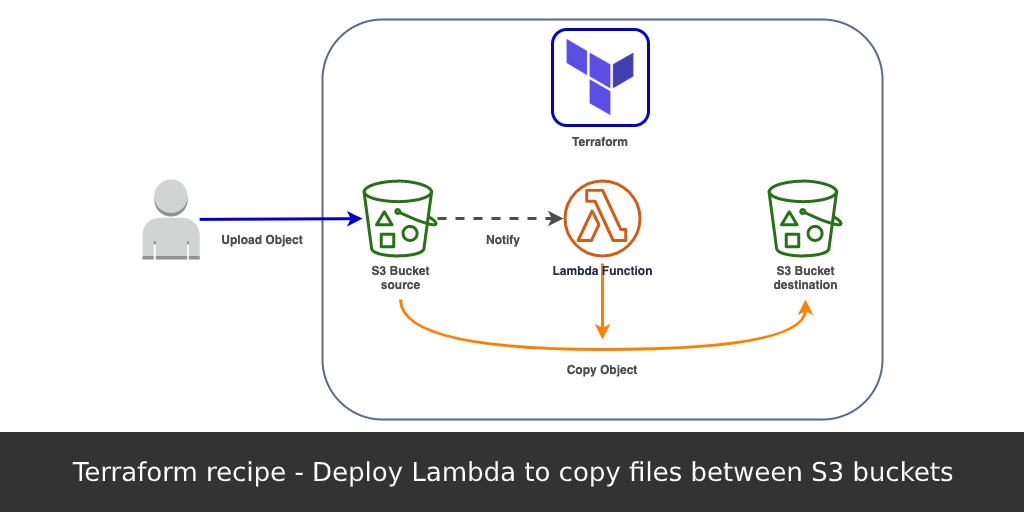 Terraform
Upload Object
Notify
S3 Bucket
source
Lambda Function
S3 Bucket
destination
Copy Object
Terraform recipe - Deploy Lambda to copy files between S3 buckets